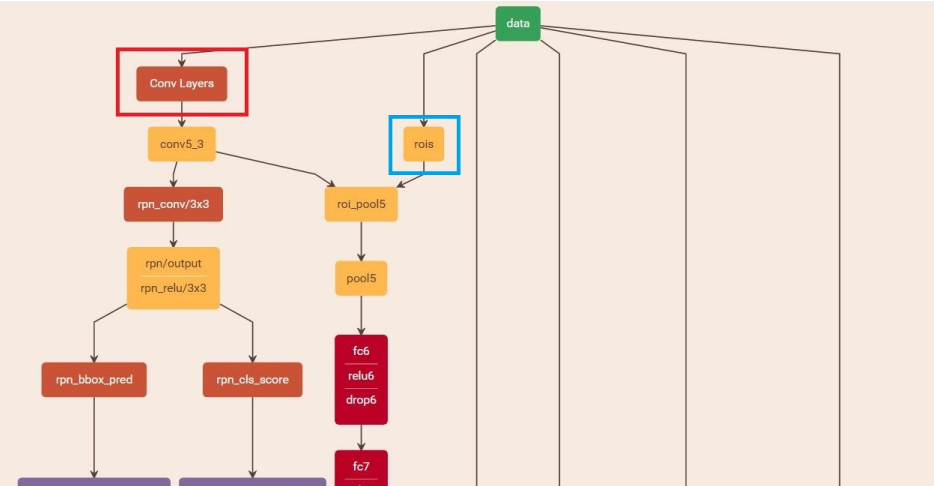 data
Conv Layers
conv5_3
rois
rpn_conv/3x3
roi_pool5
rpn/output
rpn_relu/3x3
pool5
fc6
relu6
drop6
rpn_bbox_pred
rpn_cls_score
fc7